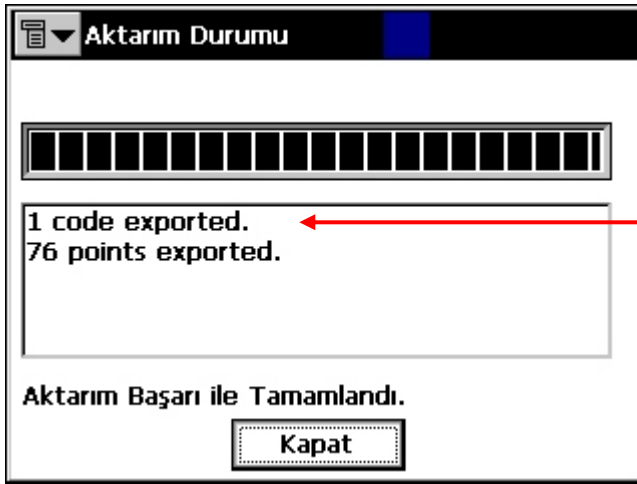 Aktarım Durumu
1 code exported.
76 points exported.
Aktarım Başarı ile Tamamlandı.
Kapat